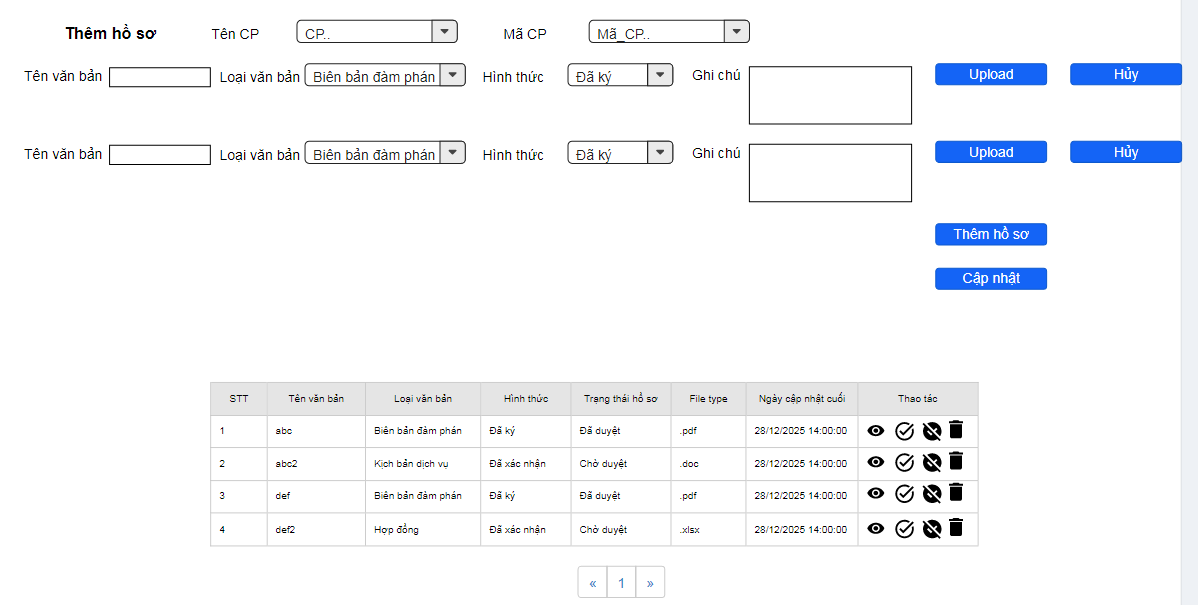 Thêm hồ sơ Tên CP CP.. Mã CP Mã_CP..
Tên văn bản Loại văn bản Biên bản đàm phán Hình thức Đã ký Ghi chú Upload Hủy
Tên văn bản Loại văn bản Biên bản đàm phán Hình thức Đã ký Ghi chú Upload Hủy
Thêm hồ sơ
Cập nhật
STT Tên văn bản Loại văn bản Hình thức Trạng thái hồ sơ File type Ngày cập nhật cuối Thao tác
1 abc Biên bản đàm phán Đã ký Đã duyệt .pdf 28/12/2025 14:00:00
2 abc2 Kịch bản dịch vụ Đã xác nhận Chờ duyệt .doc 28/12/2025 14:00:00
3 def Biên bản đàm phán Đã ký Đã duyệt .pdf 28/12/2025 14:00:00
4 def2 Hợp đồng Đã xác nhận Chờ duyệt .xlsx 28/12/2025 14:00:00
« 1 »